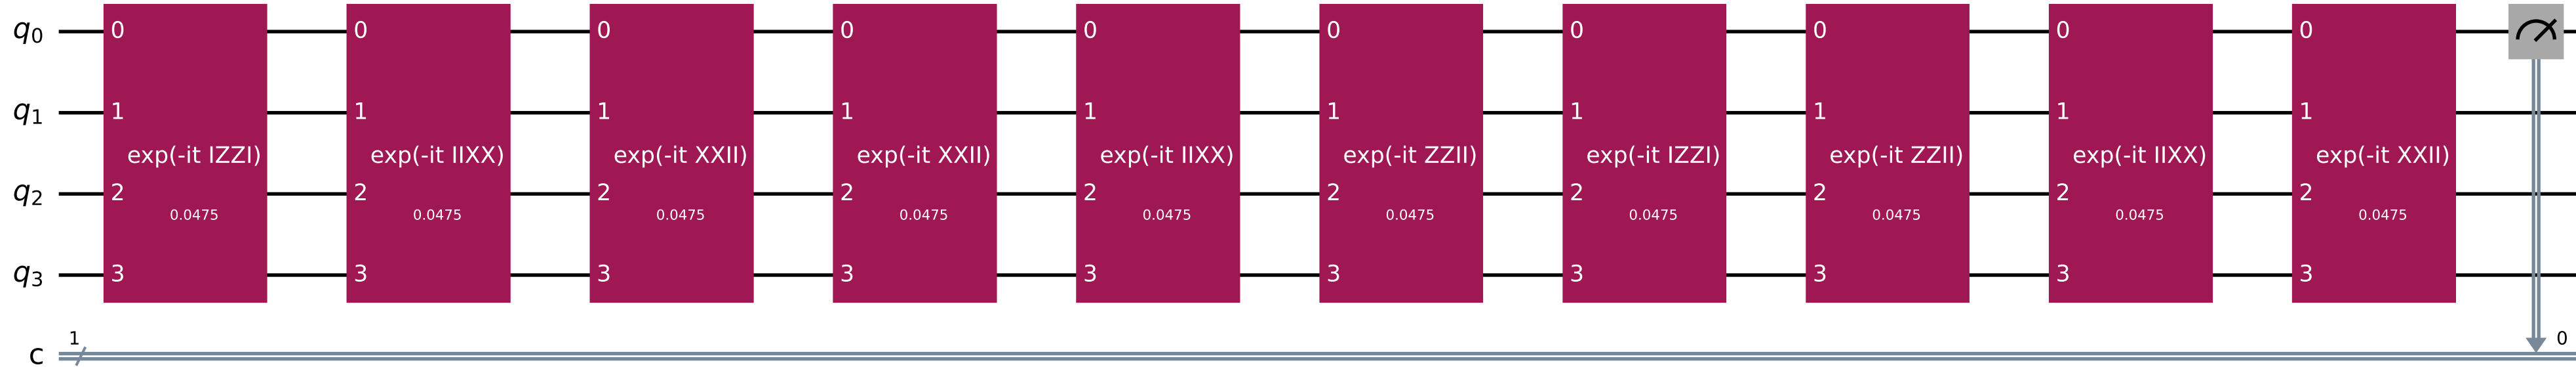 q0 0 0 0 0 0 0 0 0 0 0
q1 1 1 1 1 1 1 1 1 1 1
exp(-it IZZI) exp(-it IIXX) exp(-it XXII) exp(-it XXII) exp(-it IIXX) exp(-it ZZII) exp(-it IZZI) exp(-it ZZII) exp(-it IIXX) exp(-it XXII)
q2 2 2 2 2 2 2 2 2 2 2
0.0475 0.0475 0.0475 0.0475 0.0475 0.0475 0.0475 0.0475 0.0475 0.0475
q3 3 3 3 3 3 3 3 3 3 3
1 0
c